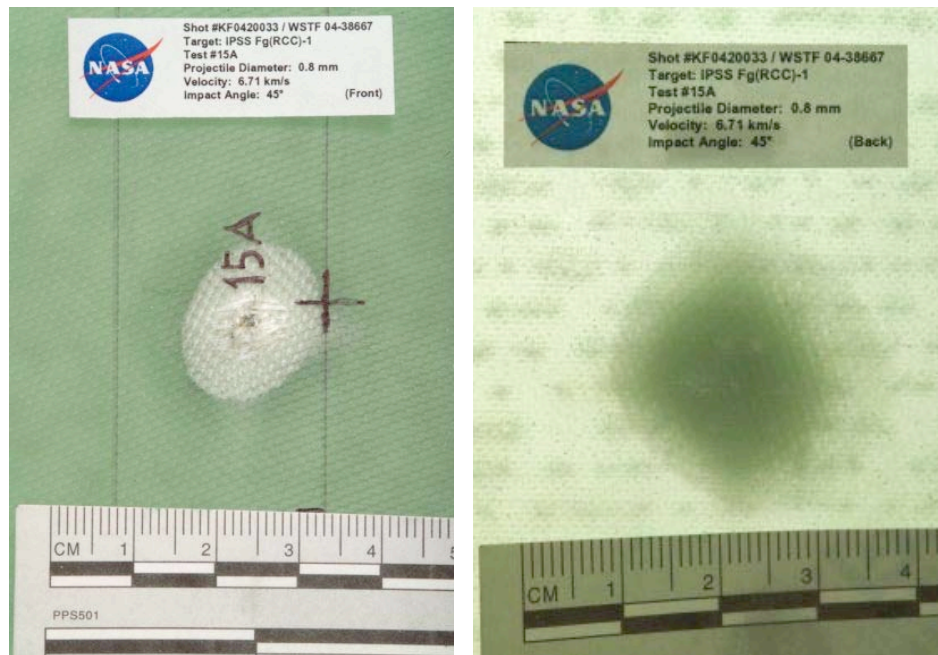 NASA
Shot #KF0420033 / WSTF 04-38667
Target: IPSS Fg(RCC)-1
Test #15A
Projectile Diameter: 0.8 mm
Velocity: 6.71 km/s
Impact Angle: 45° (Front)
15A
CM 1 2 3 4 5
PPS501
NASA
Shot #KF0420033 / WSTF 04-38667
Target: IPSS Fg(RCC)-1
Test #15A
Projectile Diameter: 0.8 mm
Velocity: 6.71 km/s
Impact Angle: 45° (Back)
CM 1 2 3 4